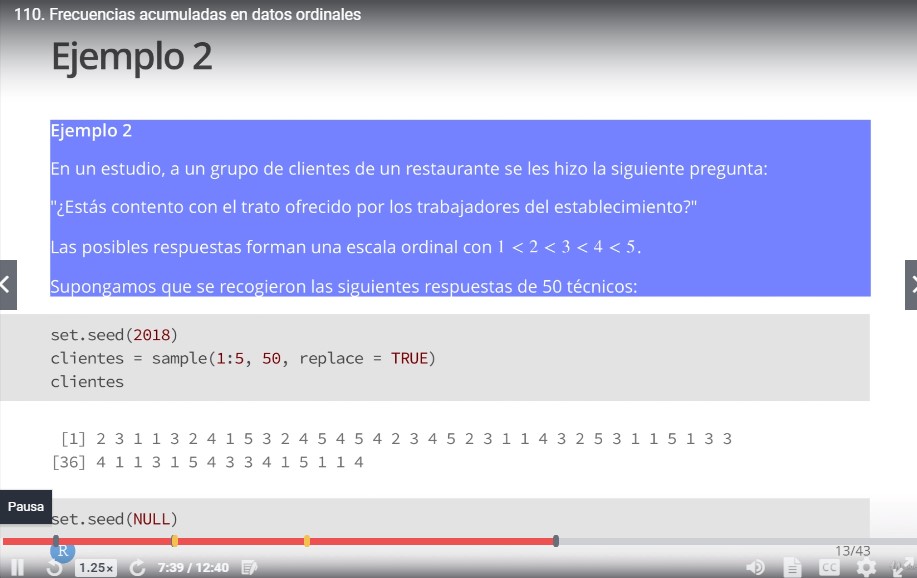 110. Frecuencias acumuladas en datos ordinales
Ejemplo 2
Ejemplo 2
En un estudio, a un grupo de clientes de un restaurante se les hizo la siguiente pregunta:
"¿Estás contento con el trato ofrecido por los trabajadores del establecimiento?"
Las posibles respuestas forman una escala ordinal con 1 < 2 < 3 < 4 < 5.
Supongamos que se recogieron las siguientes respuestas de 50 técnicos:
set.seed(2018)
clientes = sample(1:5, 50, replace = TRUE)
clientes
[1] 2 3 1 1 3 2 4 1 5 3 2 4 5 4 5 4 2 3 4 5 2 3 1 1 4 3 2 5 3 1 1 5 1 3 3
[36] 4 1 1 3 1 5 4 3 3 4 1 5 1 1 4
Pausa
set.seed(NULL)
R
13/43
1.25x
7:39 / 12:40
CC